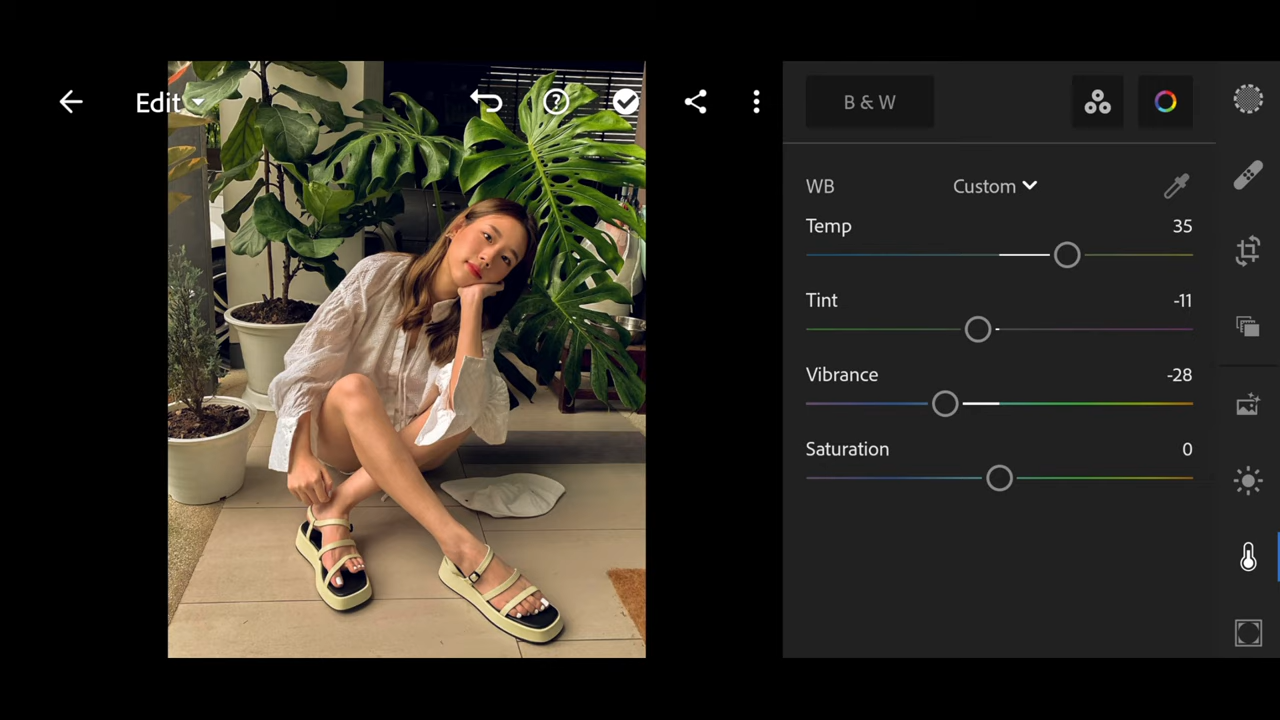 Edit
B & W
WB Custom
Temp 35
Tint -11
Vibrance -28
Saturation 0